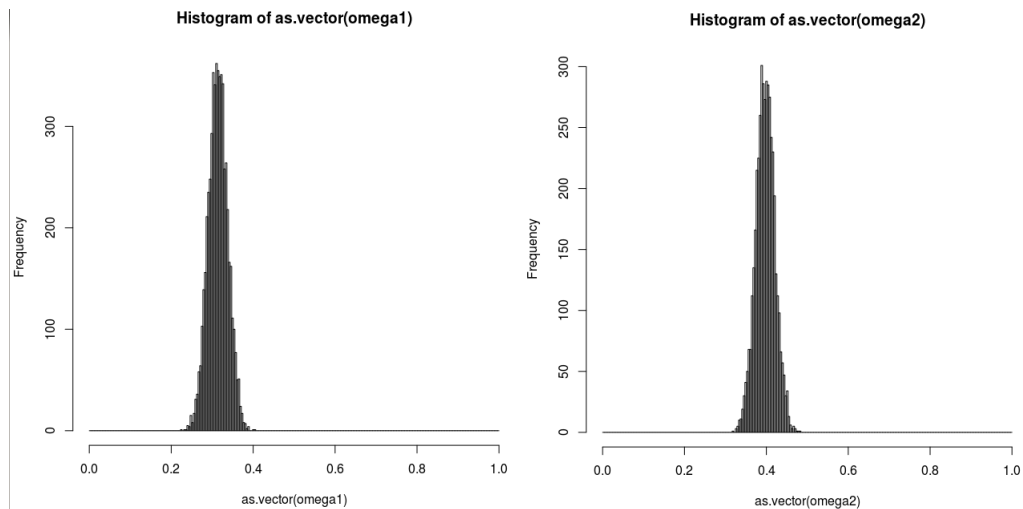 Histogram of as.vector(omega1)
Frequency
300
200
100
0
0.0 0.2 0.4 0.6 0.8 1.0
as.vector(omega1)
Histogram of as.vector(omega2)
Frequency
300
250
200
150
100
50
0
0.0 0.2 0.4 0.6 0.8 1.0
as.vector(omega2)